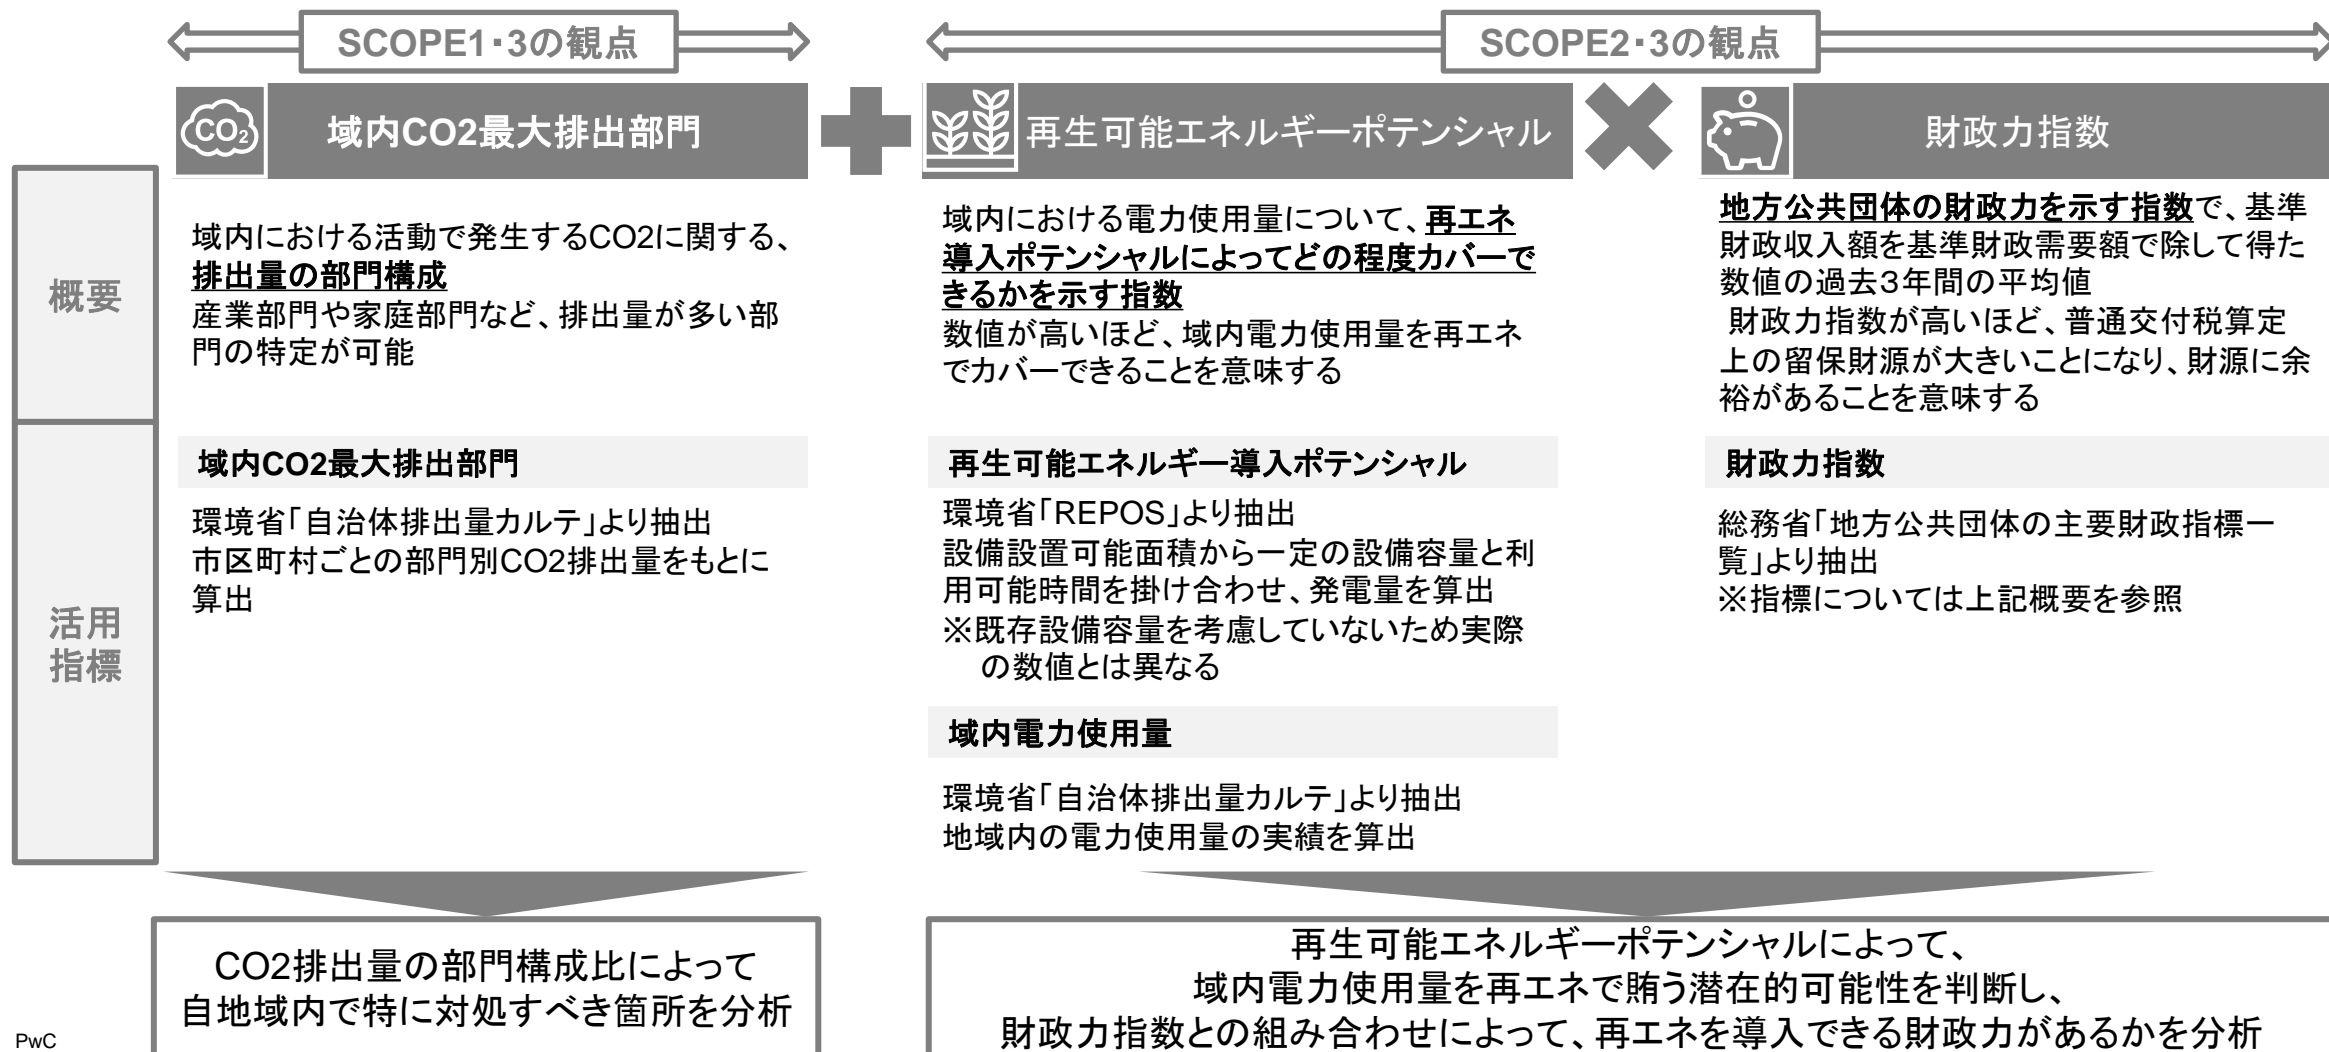 SCOPE1・3の観点
SCOPE2・3の観点
CO₂
域内CO2最大排出部門
再生可能エネルギーポテンシャル
財政力指数
概要
域内における活動で発生するCO2に関する、
排出量の部門構成
産業部門や家庭部門など、排出量が多い部
門の特定が可能
域内における電力使用量について、再エネ
導入ポテンシャルによってどの程度カバーで
きるかを示す指数
数値が高いほど、域内電力使用量を再エネ
でカバーできることを意味する
地方公共団体の財政力を示す指数で、基準
財政収入額を基準財政需要額で除して得た
数値の過去3年間の平均値
財政力指数が高いほど、普通交付税算定
上の留保財源が大きいことになり、財源に余
裕があることを意味する
活用
指標
域内CO2最大排出部門
環境省「自治体排出量カルテ」より抽出
市区町村ごとの部門別CO2排出量をもとに
算出
再生可能エネルギー導入ポテンシャル
環境省「REPOS」より抽出
設備設置可能面積から一定の設備容量と利
用可能時間を掛け合わせ、発電量を算出
※既存設備容量を考慮していないため実際
の数値とは異なる
域内電力使用量
環境省「自治体排出量カルテ」より抽出
地域内の電力使用量の実績を算出
財政力指数
総務省「地方公共団体の主要財政指標一
覧」より抽出
※指標については上記概要を参照
CO2排出量の部門構成比によって
自地域内で特に対処すべき箇所を分析
再生可能エネルギーポテンシャルによって、
域内電力使用量を再エネで賄う潜在的可能性を判断し、
財政力指数との組み合わせによって、再エネを導入できる財政力があるかを分析
PwC